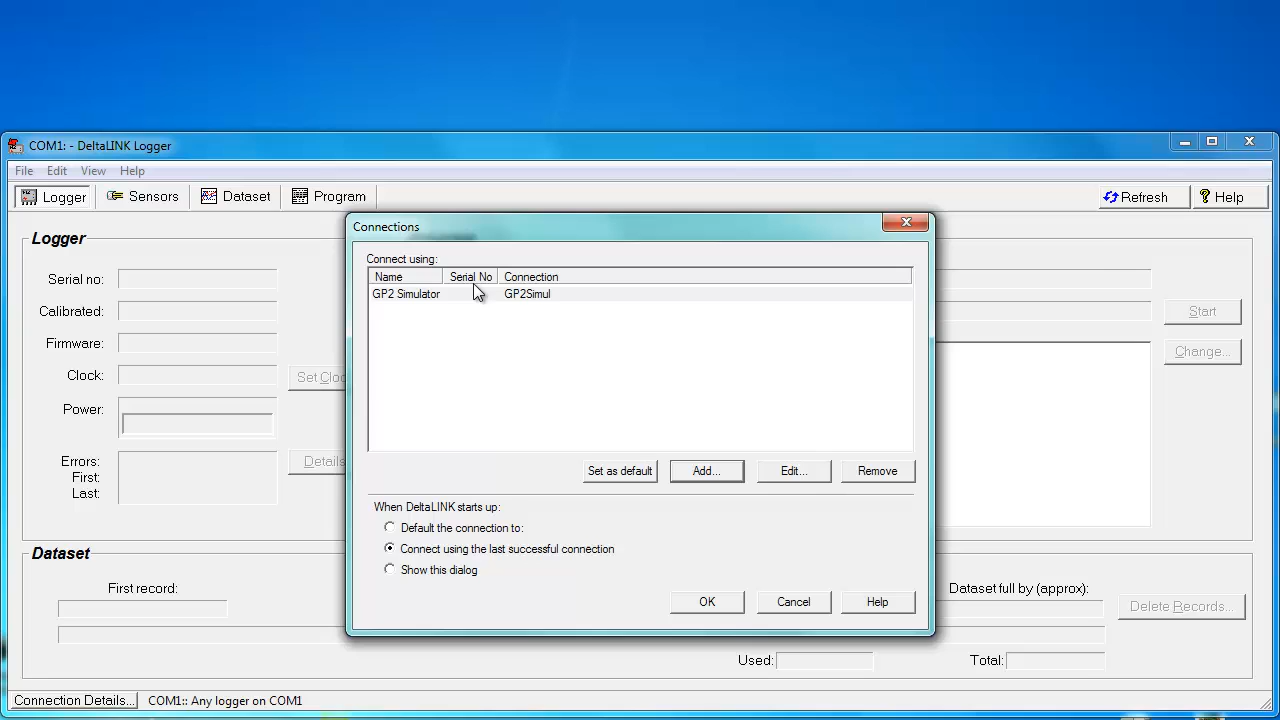 COM1: - DeltaLINK Logger
File Edit View Help
Logger Sensors Dataset Program Refresh ? Help
Logger
Serial no:
Calibrated:
Firmware:
Clock:
Set Cloc
Power:
Errors:
First:
Last:
Details
Start
Change...
Connections
Connect using:
Name Serial No Connection
GP2 Simulator GP2Simul
Set as default Add... Edit... Remove
When DeltaLINK starts up:
Default the connection to:
Connect using the last successful connection
Show this dialog
OK Cancel Help
Dataset
First record:
Dataset full by (approx):
Delete Records...
Used: Total:
Connection Details... COM1:: Any logger on COM1